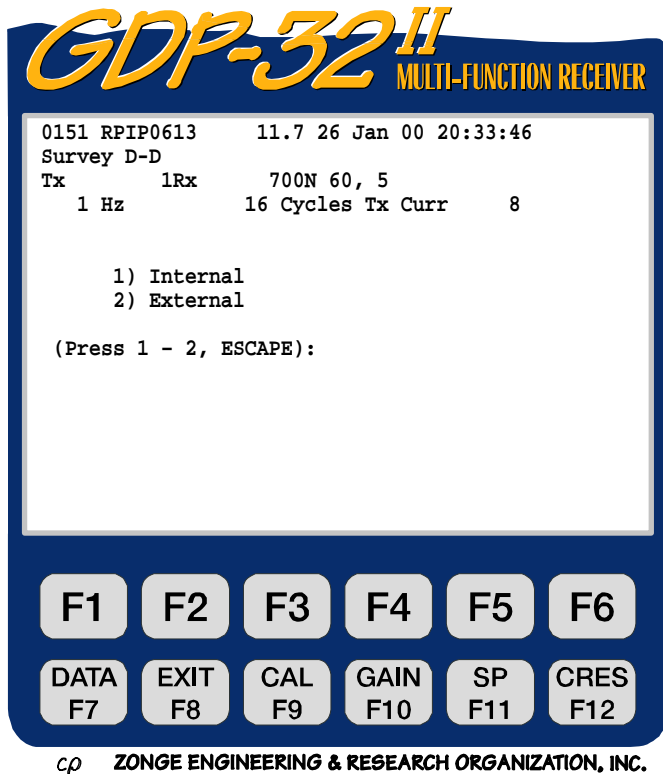 GDP-32 II
MULTI-FUNCTION RECEIVER
0151 RPIP0613 11.7 26 Jan 00 20:33:46
Survey D-D
Tx 1Rx 700N 60, 5
1 Hz 16 Cycles Tx Curr 8
1) Internal
2) External
(Press 1 – 2, ESCAPE):
F1 F2 F3 F4 F5 F6
DATA EXIT CAL GAIN SP CRES
F7 F8 F9 F10 F11 F12
cρ ZONGE ENGINEERING & RESEARCH ORGANIZATION, INC.